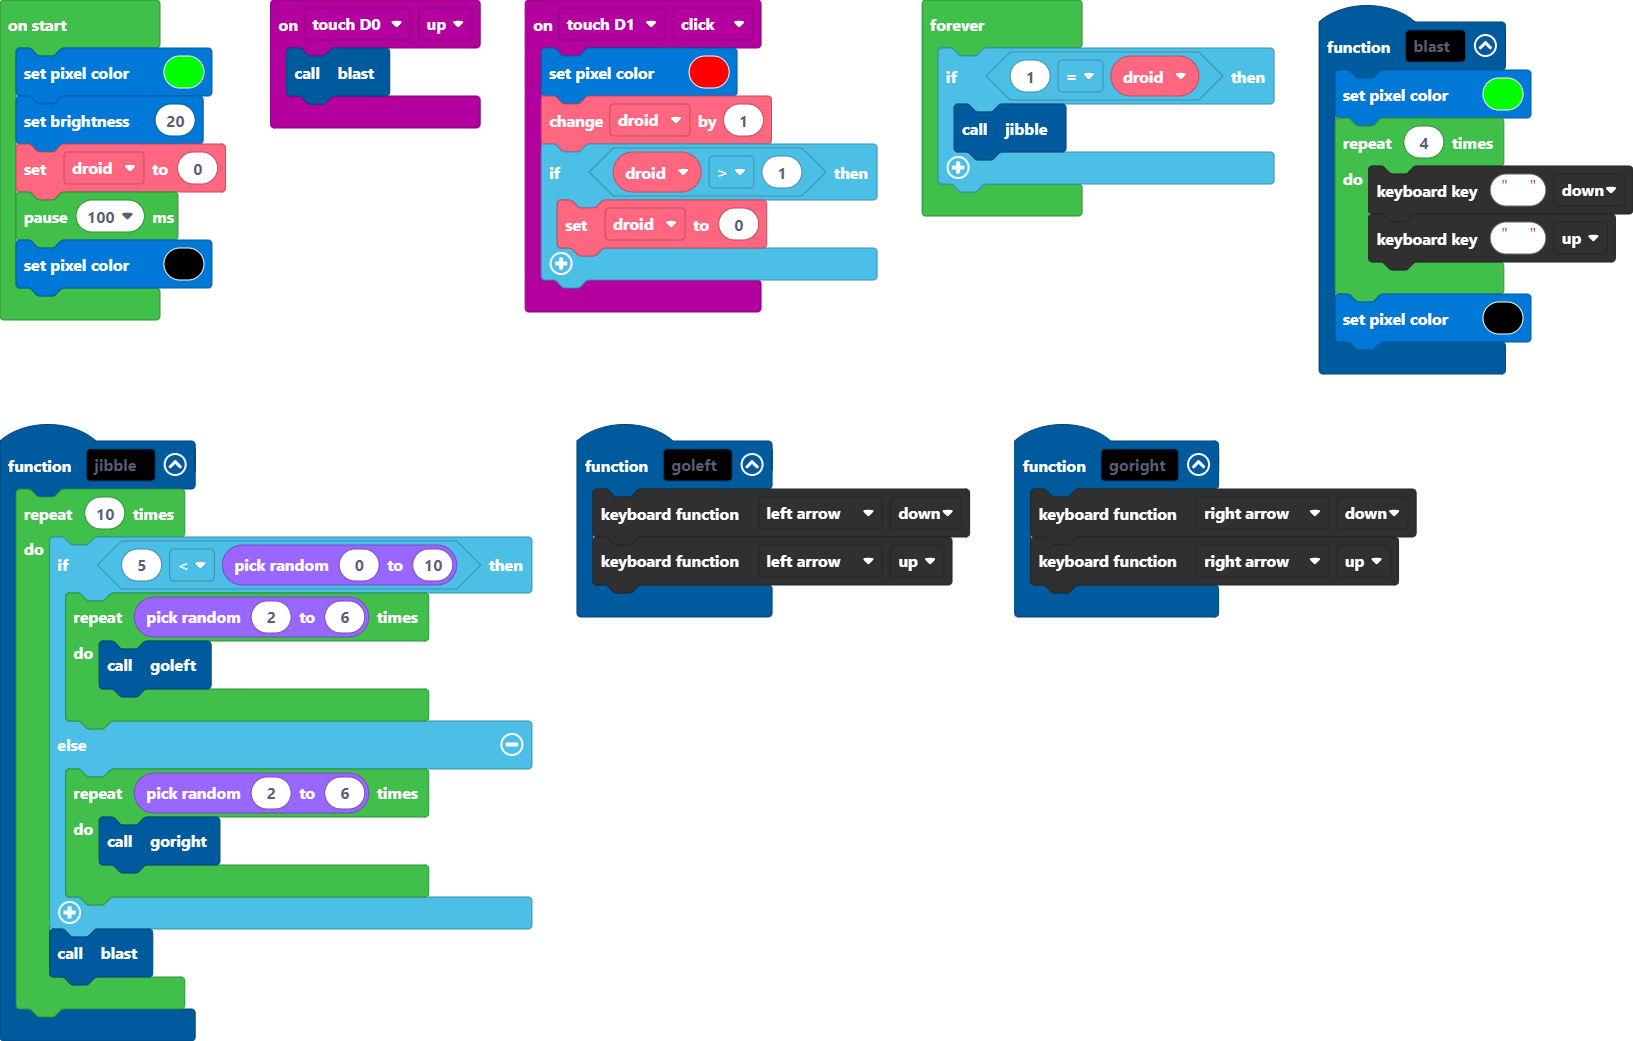 on start
set pixel color
set brightness 20
set droid to 0
pause 100 ms
set pixel color
on touch D0 up
call blast
on touch D1 click
set pixel color
change droid by 1
if droid > 1 then
set droid to 0
forever
if 1 = droid then
call jibble
function blast
set pixel color
repeat 4 times
do
keyboard key " " down
keyboard key " " up
set pixel color
function jibble
repeat 10 times
do
if 5 < pick random 0 to 10 then
repeat pick random 2 to 6 times
do
call goleft
else
repeat pick random 2 to 6 times
do
call goright
call blast
function goleft
keyboard function left arrow down
keyboard function left arrow up
function goright
keyboard function right arrow down
keyboard function right arrow up